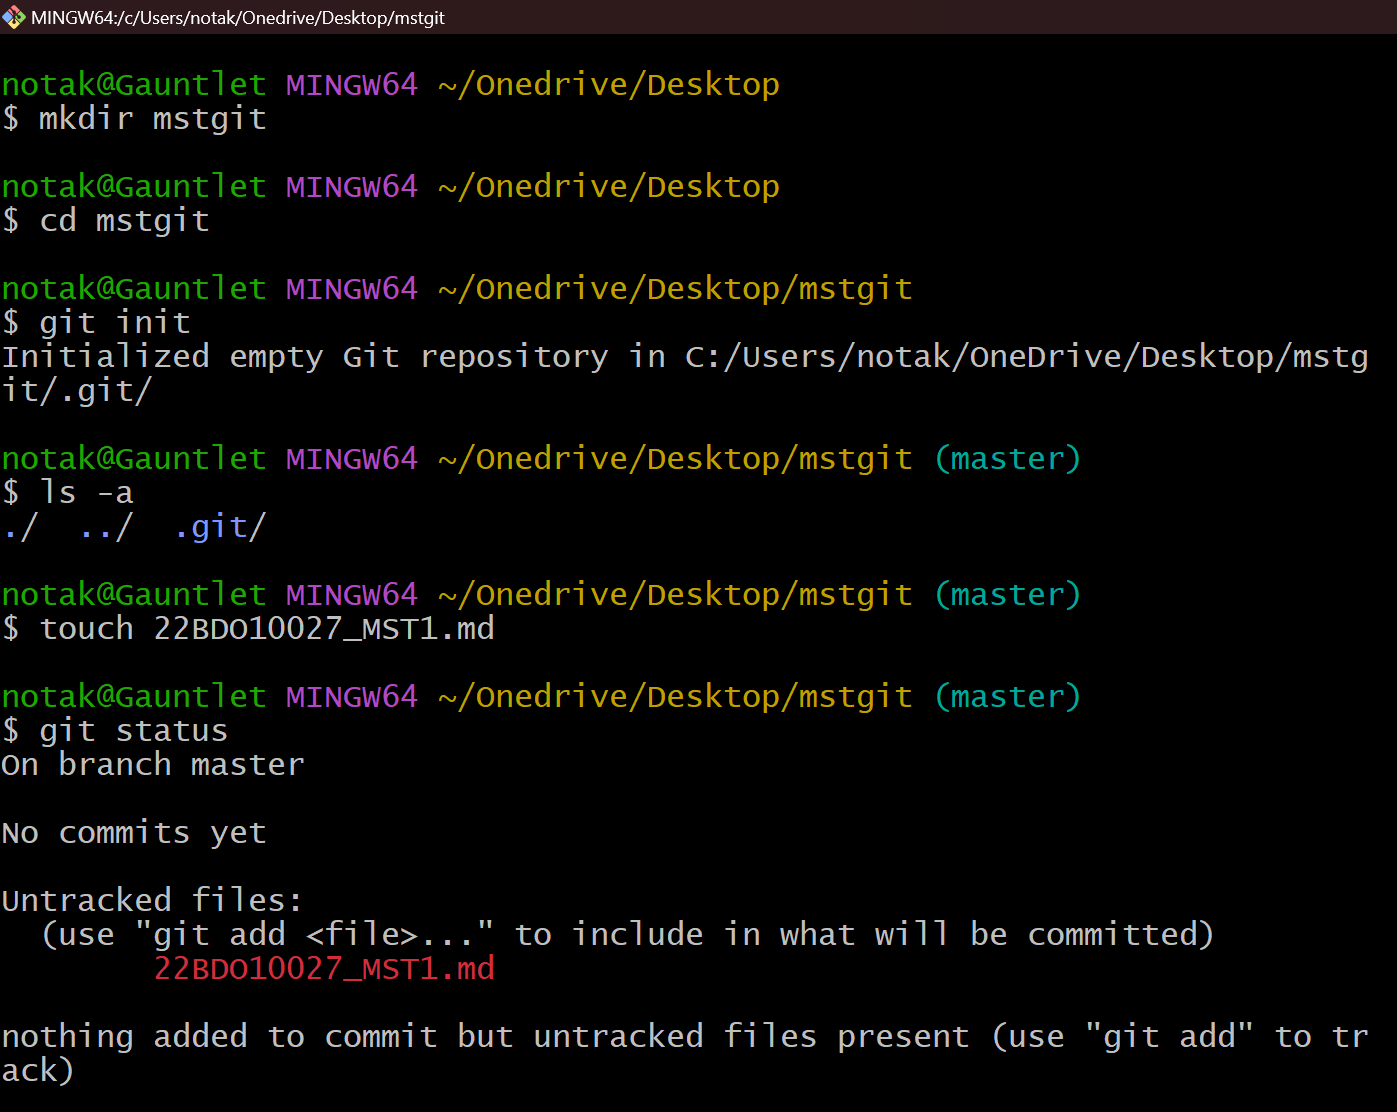 MINGW64:/c/Users/notak/Onedrive/Desktop/mstgit
notak@Gauntlet MINGW64 ~/Onedrive/Desktop
$ mkdir mstgit
notak@Gauntlet MINGW64 ~/Onedrive/Desktop
$ cd mstgit
notak@Gauntlet MINGW64 ~/Onedrive/Desktop/mstgit
$ git init
Initialized empty Git repository in C:/Users/notak/OneDrive/Desktop/mstg
it/.git/
notak@Gauntlet MINGW64 ~/Onedrive/Desktop/mstgit (master)
$ ls -a
./  ../  .git/
notak@Gauntlet MINGW64 ~/Onedrive/Desktop/mstgit (master)
$ touch 22BDO10027_MST1.md
notak@Gauntlet MINGW64 ~/Onedrive/Desktop/mstgit (master)
$ git status
On branch master
No commits yet
Untracked files:
  (use "git add <file>..." to include in what will be committed)
        22BDO10027_MST1.md
nothing added to commit but untracked files present (use "git add" to tr
ack)